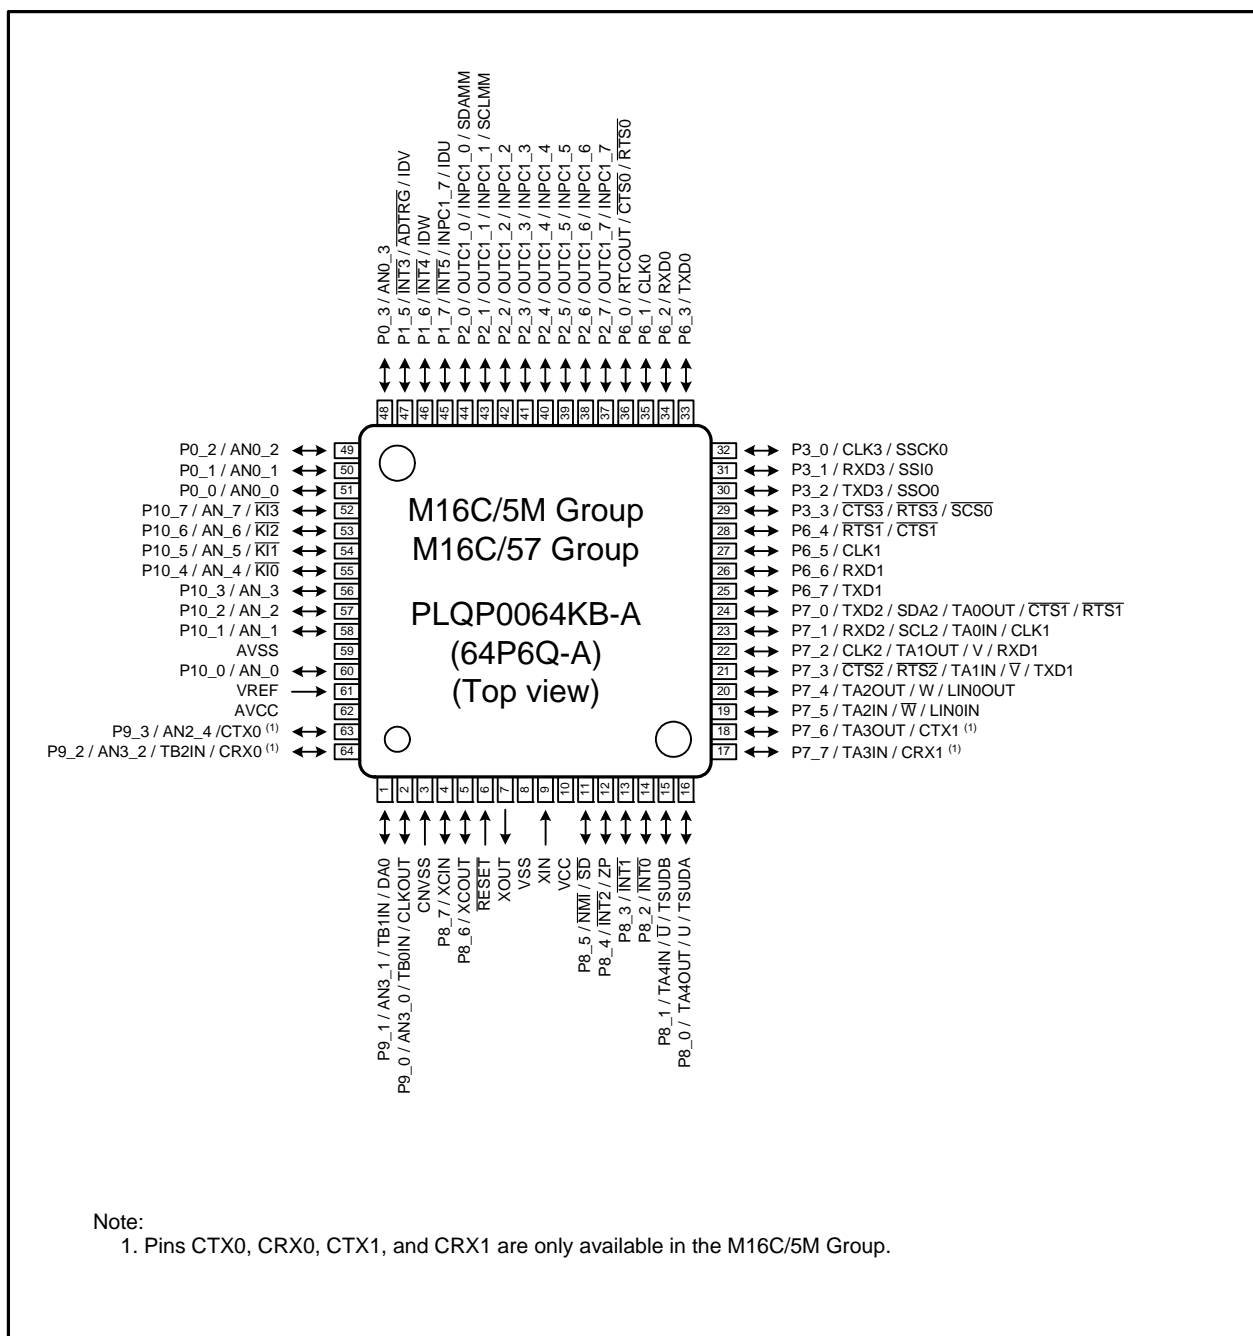 P0_3 / AN0_3
P1_5 / INT3 / ADTRG / IDV
P1_6 / INT4 / IDW
P1_7 / INT5 / INPC1_7 / IDU
P2_0 / OUTC1_0 / INPC1_0 / SDAMM
P2_1 / OUTC1_1 / INPC1_1 / SCLMM
P2_2 / OUTC1_2 / INPC1_2
P2_3 / OUTC1_3 / INPC1_3
P2_4 / OUTC1_4 / INPC1_4
P2_5 / OUTC1_5 / INPC1_5
P2_6 / OUTC1_6 / INPC1_6
P2_7 / OUTC1_7 / INPC1_7
P6_0 / RTCOUT / CTS0 / RTS0
P6_1 / CLK0
P6_2 / RXD0
P6_3 / TXD0
48 47 46 45 44 43 42 41 40 39 38 37 36 35 34 33
P0_2 / AN0_2 49
P0_1 / AN0_1 50
P0_0 / AN0_0 51
P10_7 / AN_7 / KI3 52
P10_6 / AN_6 / KI2 53
P10_5 / AN_5 / KI1 54
P10_4 / AN_4 / KI0 55
P10_3 / AN_3 56
P10_2 / AN_2 57
P10_1 / AN_1 58
AVSS 59
P10_0 / AN_0 60
VREF 61
AVCC 62
P9_3 / AN2_4 /CTX0 (1) 63
P9_2 / AN3_2 / TB2IN / CRX0 (1) 64
M16C/5M Group
M16C/57 Group
PLQP0064KB-A
(64P6Q-A)
(Top view)
32 P3_0 / CLK3 / SSCK0
31 P3_1 / RXD3 / SSI0
30 P3_2 / TXD3 / SSO0
29 P3_3 / CTS3 / RTS3 / SCS0
28 P6_4 / RTS1 / CTS1
27 P6_5 / CLK1
26 P6_6 / RXD1
25 P6_7 / TXD1
24 P7_0 / TXD2 / SDA2 / TA0OUT / CTS1 / RTS1
23 P7_1 / RXD2 / SCL2 / TA0IN / CLK1
22 P7_2 / CLK2 / TA1OUT / V / RXD1
21 P7_3 / CTS2 / RTS2 / TA1IN / V / TXD1
20 P7_4 / TA2OUT / W / LIN0OUT
19 P7_5 / TA2IN / W / LIN0IN
18 P7_6 / TA3OUT / CTX1 (1)
17 P7_7 / TA3IN / CRX1 (1)
1 2 3 4 5 6 7 8 9 10 11 12 13 14 15 16
P9_1 / AN3_1 / TB1IN / DA0
P9_0 / AN3_0 / TB0IN / CLKOUT
CNVSS
P8_7 / XCIN
P8_6 / XCOUT
RESET
XOUT
VSS
XIN
VCC
P8_5 / NMI / SD
P8_4 / INT2 / ZP
P8_3 / INT1
P8_2 / INT0
P8_1 / TA4IN / U / TSUDB
P8_0 / TA4OUT / U / TSUDA
Note:
1. Pins CTX0, CRX0, CTX1, and CRX1 are only available in the M16C/5M Group.